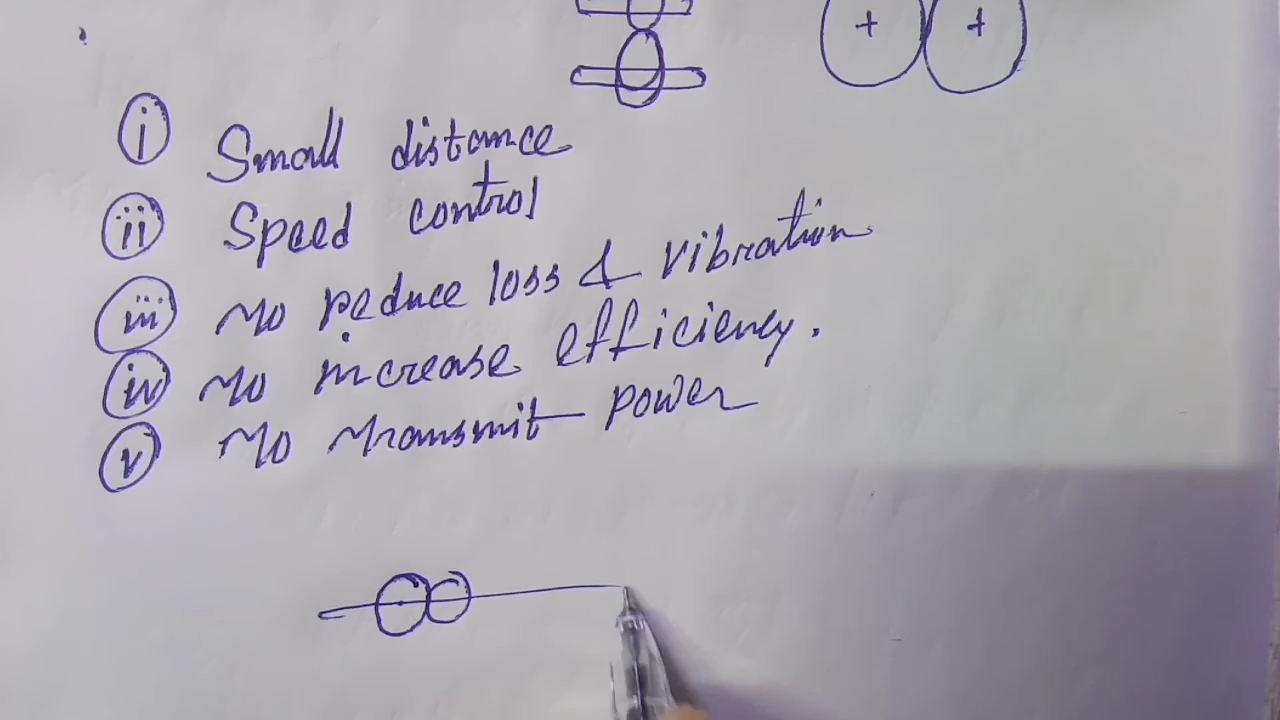 i Small distance
ii Speed control
iii To reduce loss & vibration
iv To increase efficiency.
v To transmit power